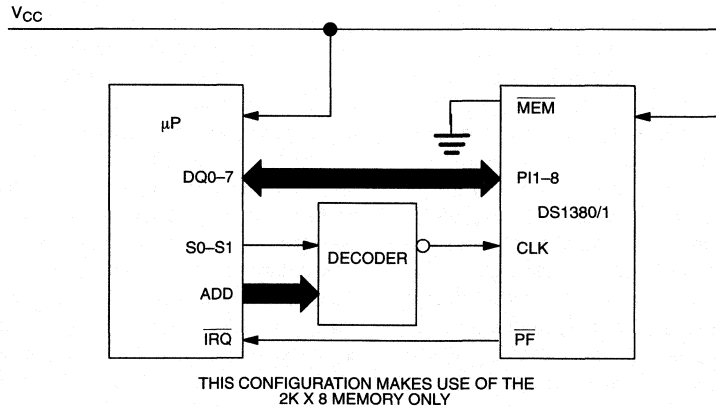 VCC
μP
MEM
DQ0–7
PI1–8
DS1380/1
S0–S1
DECODER
CLK
ADD
IRQ
PF
THIS CONFIGURATION MAKES USE OF THE
2K X 8 MEMORY ONLY